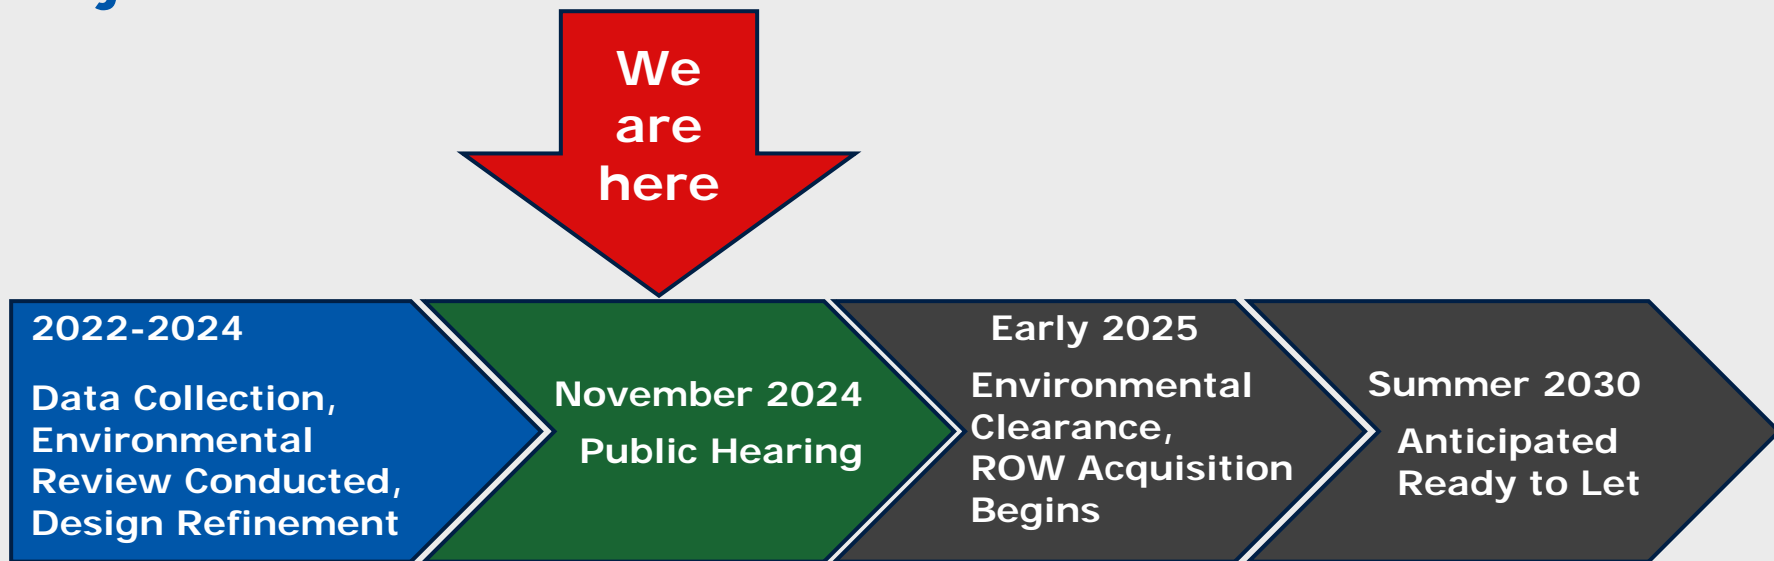 We
are
here
2022-2024
Data Collection,
Environmental
Review Conducted,
Design Refinement
November 2024
Public Hearing
Early 2025
Environmental
Clearance,
ROW Acquisition
Begins
Summer 2030
Anticipated
Ready to Let